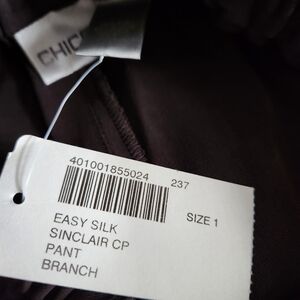 CHIC
401001855024
237
SIZE 1
EASY SILK
SINCLAIR CP
PANT
BRANCH